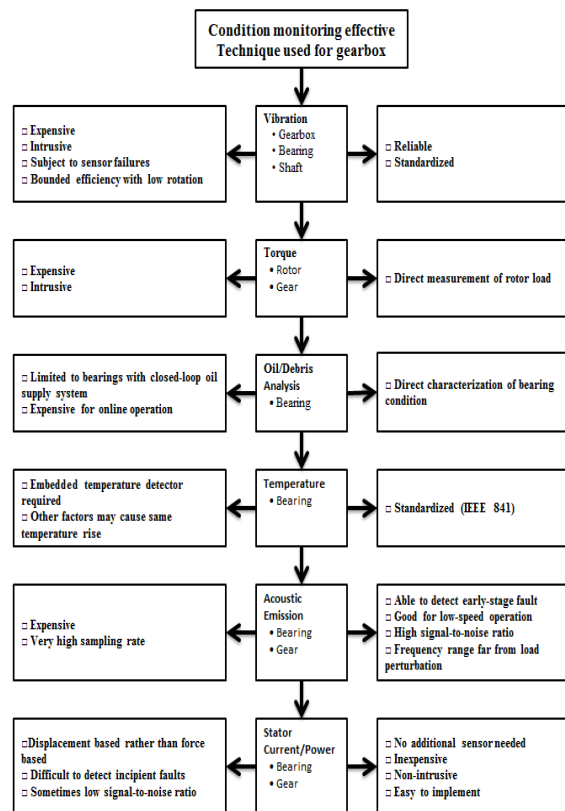 Condition monitoring effective
Technique used for gearbox
□ Expensive
□ Intrusive
□ Subject to sensor failures
□ Bounded efficiency with low rotation
Vibration
• Gearbox
• Bearing
• Shaft
□ Reliable
□ Standardized
□ Expensive
□ Intrusive
Torque
• Rotor
• Gear
□ Direct measurement of rotor load
□ Limited to bearings with closed-loop oil
supply system
□ Expensive for online operation
Oil/Debris
Analysis
• Bearing
□ Direct characterization of bearing
condition
□ Embedded temperature detector
required
□ Other factors may cause same
temperature rise
Temperature
• Bearing
□ Standardized (IEEE 841)
□ Expensive
□ Very high sampling rate
Acoustic
Emission
• Bearing
• Gear
□ Able to detect early-stage fault
□ Good for low-speed operation
□ High signal-to-noise ratio
□ Frequency range far from load
perturbation
□Displacement based rather than force
based
□ Difficult to detect incipient faults
□ Sometimes low signal-to-noise ratio
Stator
Current/Power
• Bearing
• Gear
□ No additional sensor needed
□ Inexpensive
□ Non-intrusive
□ Easy to implement